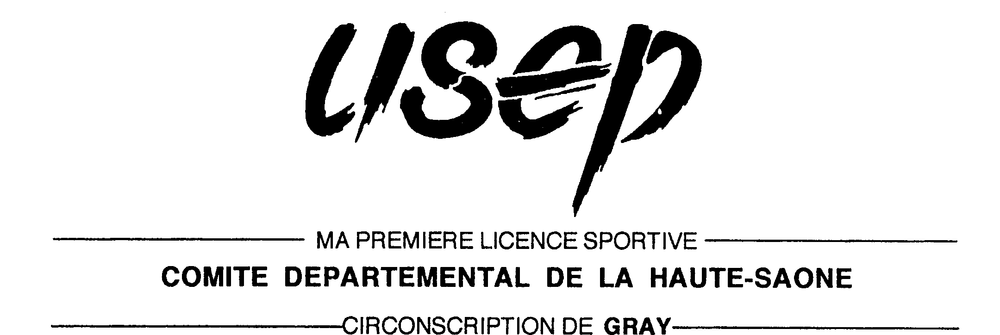 usep
MA PREMIERE LICENCE SPORTIVE
COMITE DEPARTEMENTAL DE LA HAUTE-SAONE
CIRCONSCRIPTION DE GRAY